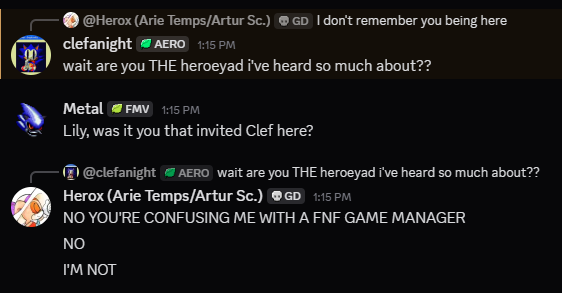 @Herox (Arie Temps/Artur Sc.) GD I don't remember you being here
clefanight AERO 1:15 PM
wait are you THE heroeyad i've heard so much about??
Metal FMV 1:15 PM
Lily, was it you that invited Clef here?
@clefanight AERO wait are you THE heroeyad i've heard so much about??
Herox (Arie Temps/Artur Sc.) GD 1:15 PM
NO YOU'RE CONFUSING ME WITH A FNF GAME MANAGER
NO
I'M NOT